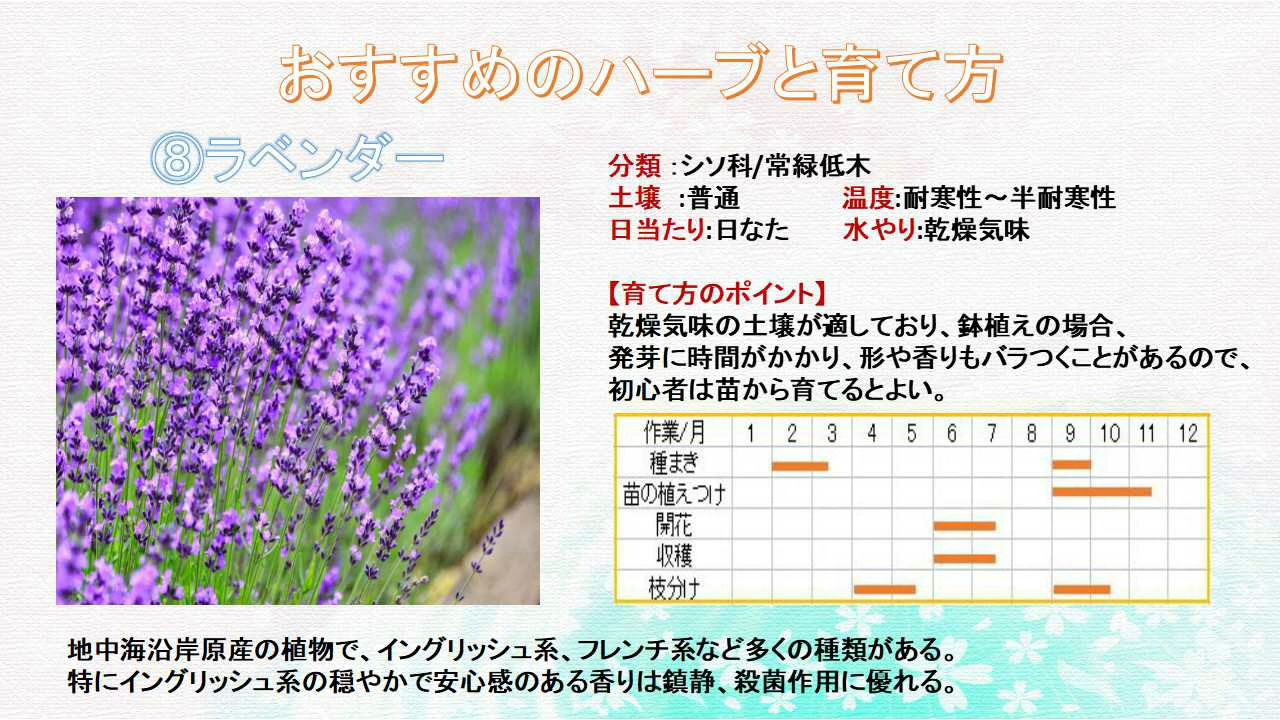 おすすめのハーブと育て方
⑧ラベンダー
分類 :シソ科/常緑低木
土壌 :普通 温度:耐寒性～半耐寒性
日当たり:日なた 水やり:乾燥気味
【育て方のポイント】
乾燥気味の土壌が適しており、鉢植えの場合、
発芽に時間がかかり、形や香りもバラつくことがあるので、
初心者は苗から育てるとよい。
作業/月 1 2 3 4 5 6 7 8 9 10 11 12
種まき
苗の植えつけ
開花
収穫
枝分け
地中海沿岸原産の植物で、イングリッシュ系、フレンチ系など多くの種類がある。
特にイングリッシュ系の穏やかで安心感のある香りは鎮静、殺菌作用に優れる。